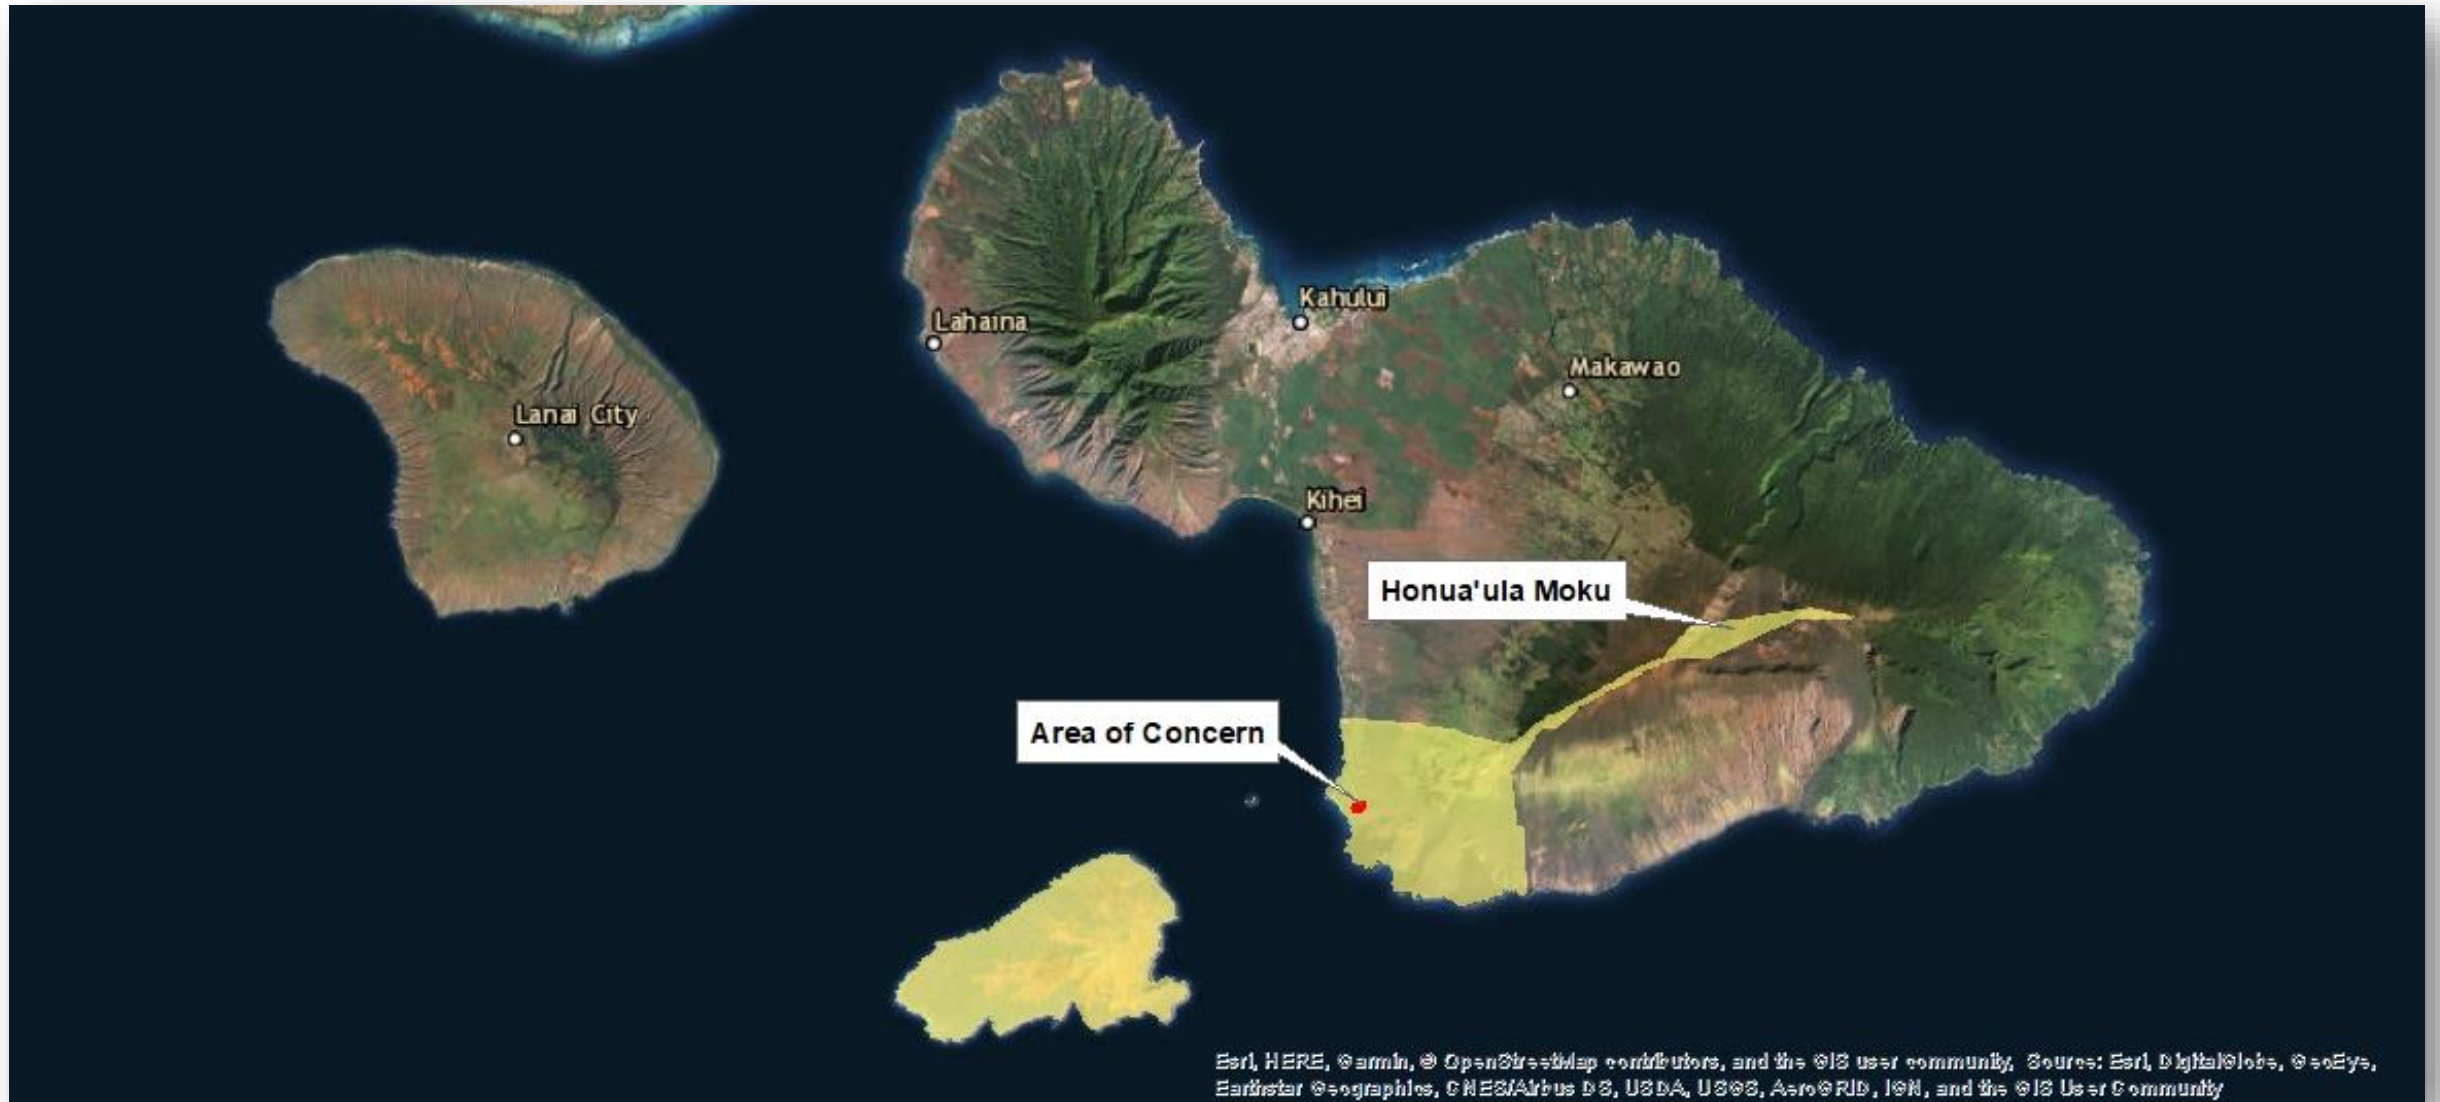 Kahului
Lahaina
Makawao
Lanai City
Kihei
Honua'ula Moku
Area of Concern
Esri, HERE, Garmin, © OpenStreetMap contributors, and the GIS user community, Source: Esri, DigitalGlobe, GeoEye,
Earthstar Geographics, CNES/Airbus DS, USDA, USGS, AeroGRID, IGN, and the GIS User Community